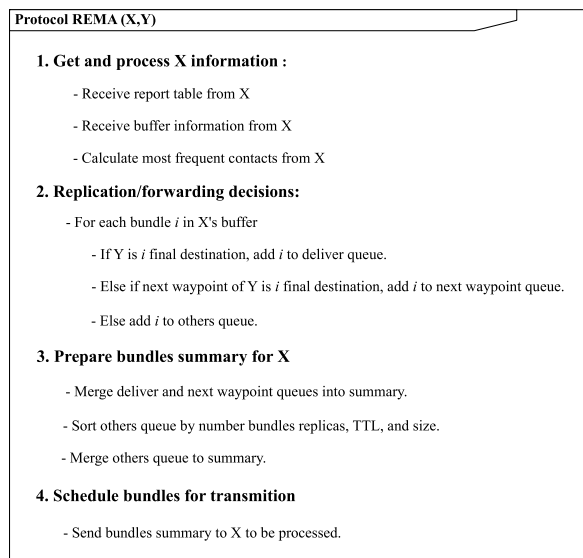 Protocol REMA (X,Y)
1. Get and process X information :
- Receive report table from X
- Receive buffer information from X
- Calculate most frequent contacts from X
2. Replication/forwarding decisions:
- For each bundle i in X's buffer
- If Y is i final destination, add i to deliver queue.
- Else if next waypoint of Y is i final destination, add i to next waypoint queue.
- Else add i to others queue.
3. Prepare bundles summary for X
- Merge deliver and next waypoint queues into summary.
- Sort others queue by number bundles replicas, TTL, and size.
- Merge others queue to summary.
4. Schedule bundles for transmition
- Send bundles summary to X to be processed.